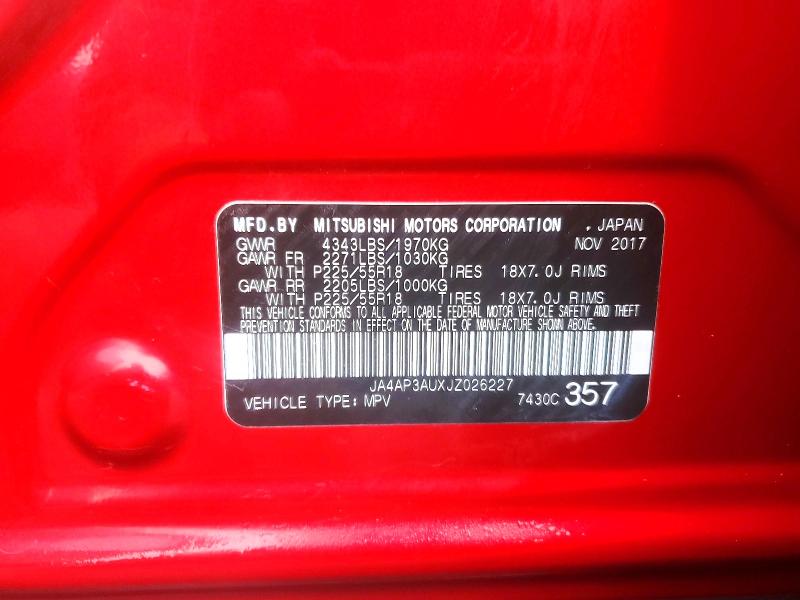 MFD.BY MITSUBISHI MOTORS CORPORATION , JAPAN
GVWR 4343LBS/1970KG NOV 2017
GAWR FR 2271LBS/1030KG
WITH P225/55R18 TIRES 18X7.0J RIMS
GAWR RR 2205LBS/1000KG
WITH P225/55R18 TIRES 18X7.0J RIMS
THIS VEHICLE CONFORMS TO ALL APPLICABLE FEDERAL MOTOR VEHICLE SAFETY AND THEFT
PREVENTION STANDARDS IN EFFECT ON THE DATE OF MANUFACTURE SHOWN ABOVE.
JA4AP3AUXJZ026227
VEHICLE TYPE: MPV 7430C 357